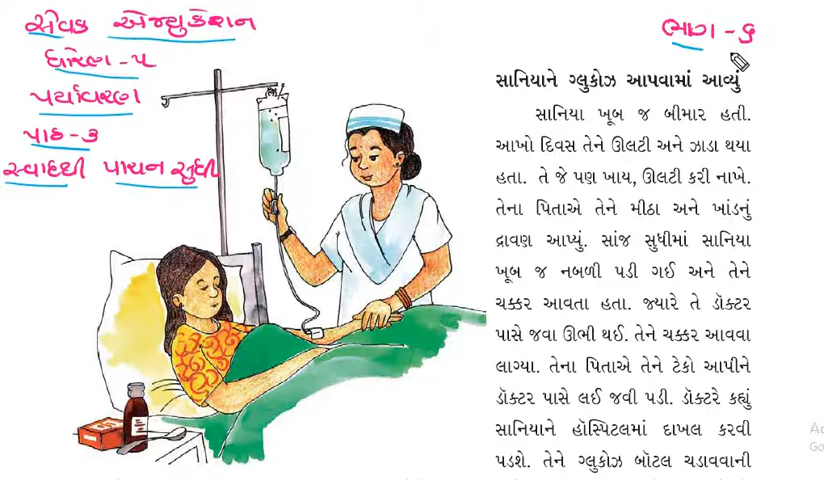 સેવક એજ્યુકેશન
ધોરણ - ૫
પર્યાવરણ
પાઠ - ૩
સ્વાદથી પાચન સુધી
ભાગ - ૬
સાનિયાને ગ્લુકોઝ આપવામાં આવ્યું
સાનિયા ખૂબ જ બીમાર હતી.
આખો દિવસ તેને ઊલટી અને ઝાડા થયા
હતા. તે જે પણ ખાય, ઊલટી કરી નાખે.
તેના પિતાએ તેને મીઠા અને ખાંડનું
દ્રાવણ આપ્યું. સાંજ સુધીમાં સાનિયા
ખૂબ જ નબળી પડી ગઈ અને તેને
ચક્કર આવતા હતા. જ્યારે તે ડૉક્ટર
પાસે જવા ઊભી થઈ. તેને ચક્કર આવવા
લાગ્યા. તેના પિતાએ તેને ટેકો આપીને
ડૉક્ટર પાસે લઈ જવી પડી. ડૉક્ટરે કહ્યું
સાનિયાને હૉસ્પિટલમાં દાખલ કરવી
પડશે. તેને ગ્લુકોઝ બૉટલ ચડાવવાની